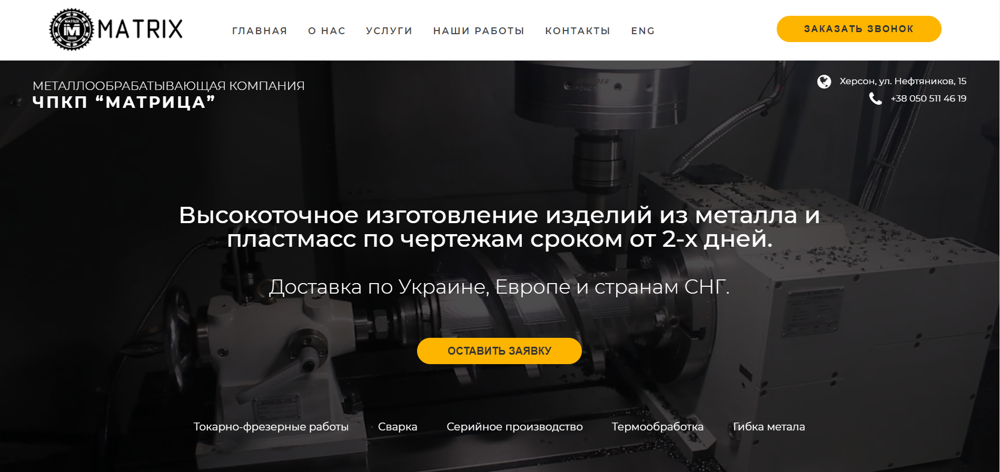 MATRIX
2000
MATRIX
ГЛАВНАЯ
О НАС
УСЛУГИ
НАШИ РАБОТЫ
КОНТАКТЫ
ENG
ЗАКАЗАТЬ ЗВОНОК
МЕТАЛЛООБРАБАТЫВАЮЩАЯ КОМПАНИЯ
ЧПКП “МАТРИЦА”
Херсон, ул. Нефтяников, 15
+38 050 511 46 19
Высокоточное изготовление изделий из металла и
пластмасс по чертежам сроком от 2-х дней.
Доставка по Украине, Европе и странам СНГ.
ОСТАВИТЬ ЗАЯВКУ
Токарно-фрезерные работы
Сварка
Серийное производство
Термообработка
Гибка метала